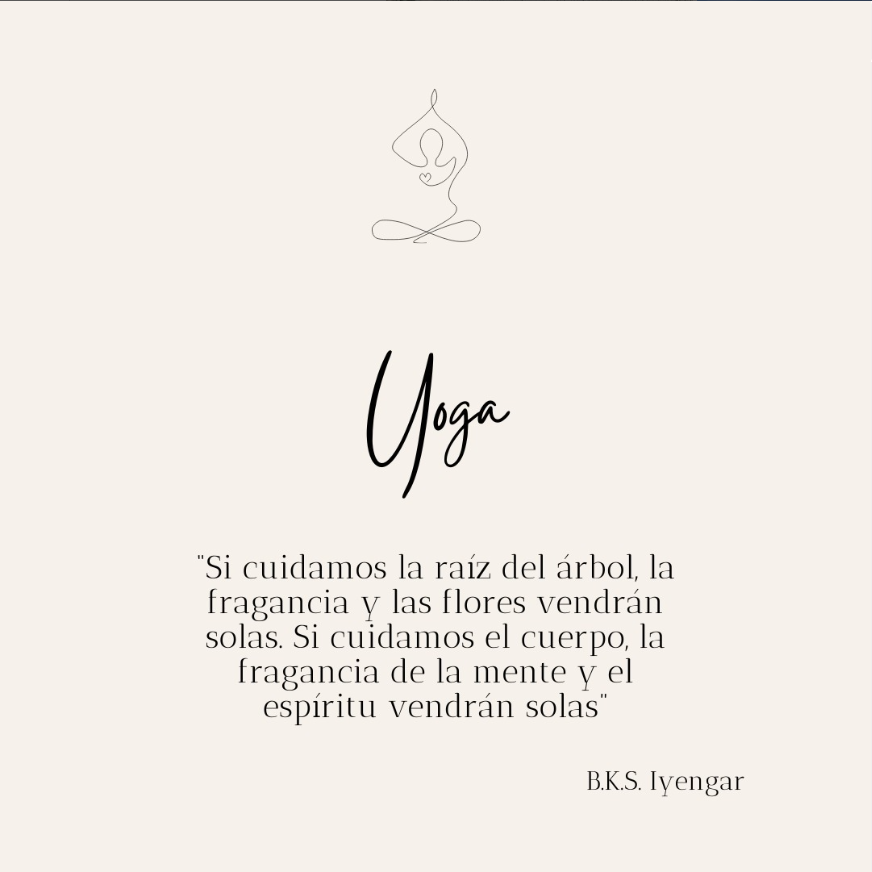 Yoga
"Si cuidamos la raíz del árbol, la
fragancia y las flores vendrán
solas. Si cuidamos el cuerpo, la
fragancia de la mente y el
espíritu vendrán solas"
B.K.S. Iyengar